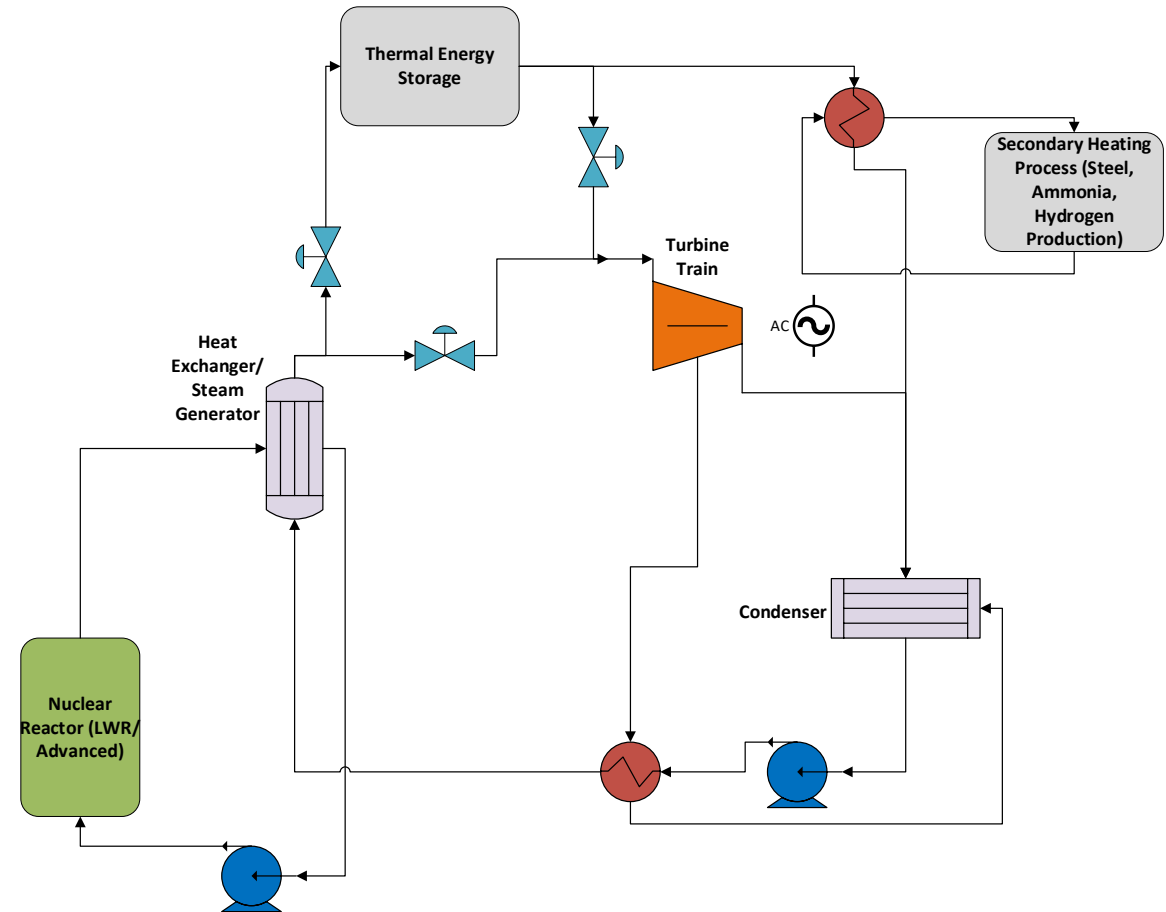 Thermal Energy
Storage
Secondary Heating
Process (Steel,
Ammonia,
Hydrogen
Production)
Turbine
Train
AC
Heat
Exchanger/
Steam
Generator
Condenser
Nuclear
Reactor (LWR/
Advanced)